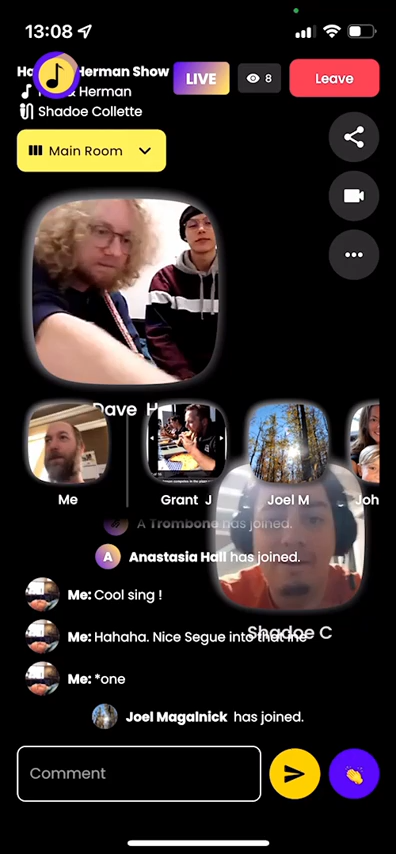 13:08
Ha Herman Show
LIVE
8
Leave
& Herman
Shadoe Collette
Main Room
Dave H
Me
Grant J
Joel M
Joh
A Trombone has joined.
A
Anastasia Hall has joined.
Me: Cool sing !
Shadoe C
Me: Hahaha. Nice Segue into that
Me: *one
Joel Magalnick has joined.
Comment